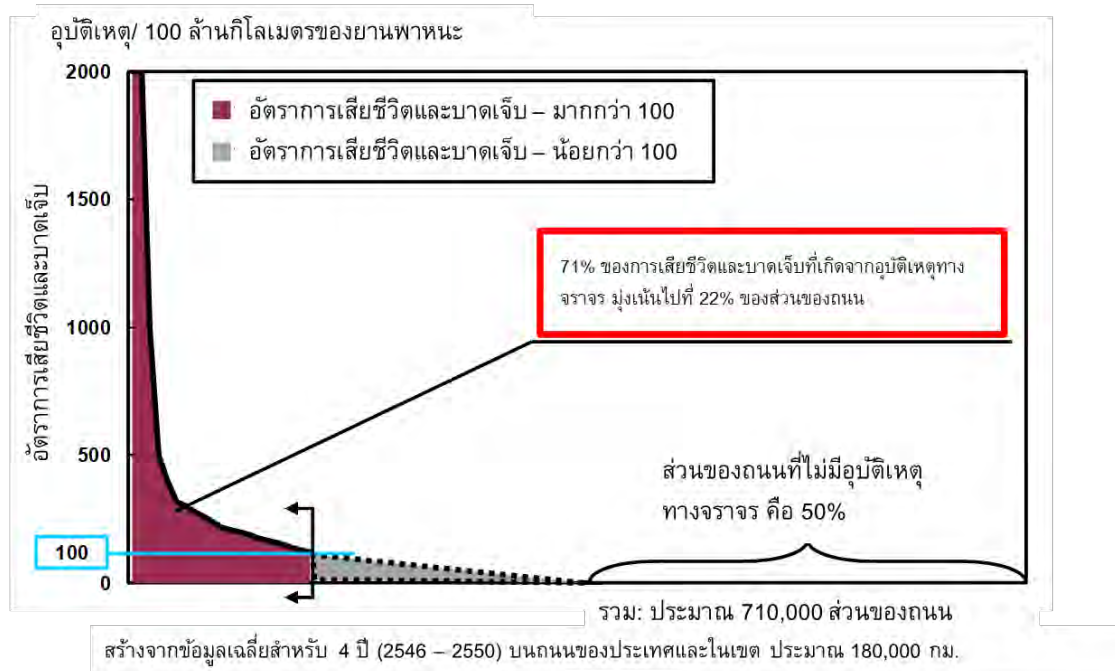 อุบัติเหตุ/ 100 ล้านกิโลเมตรของยานพาหนะ
2000
อัตราการเสียชีวิตและบาดเจ็บ – มากกว่า 100
อัตราการเสียชีวิตและบาดเจ็บ – น้อยกว่า 100
1500
อัตราการเสียชีวิตและบาดเจ็บ
71% ของการเสียชีวิตและบาดเจ็บที่เกิดจากอุบัติเหตุทาง
จราจร มุ่งเน้นไปที่ 22% ของส่วนของถนน
1000
500
ส่วนของถนนที่ไม่มีอุบัติเหตุ
ทางจราจร คือ 50%
100
0
รวม: ประมาณ 710,000 ส่วนของถนน
สร้างจากข้อมูลเฉลี่ยสำหรับ 4 ปี (2546 – 2550) บนถนนของประเทศและในเขต ประมาณ 180,000 กม.